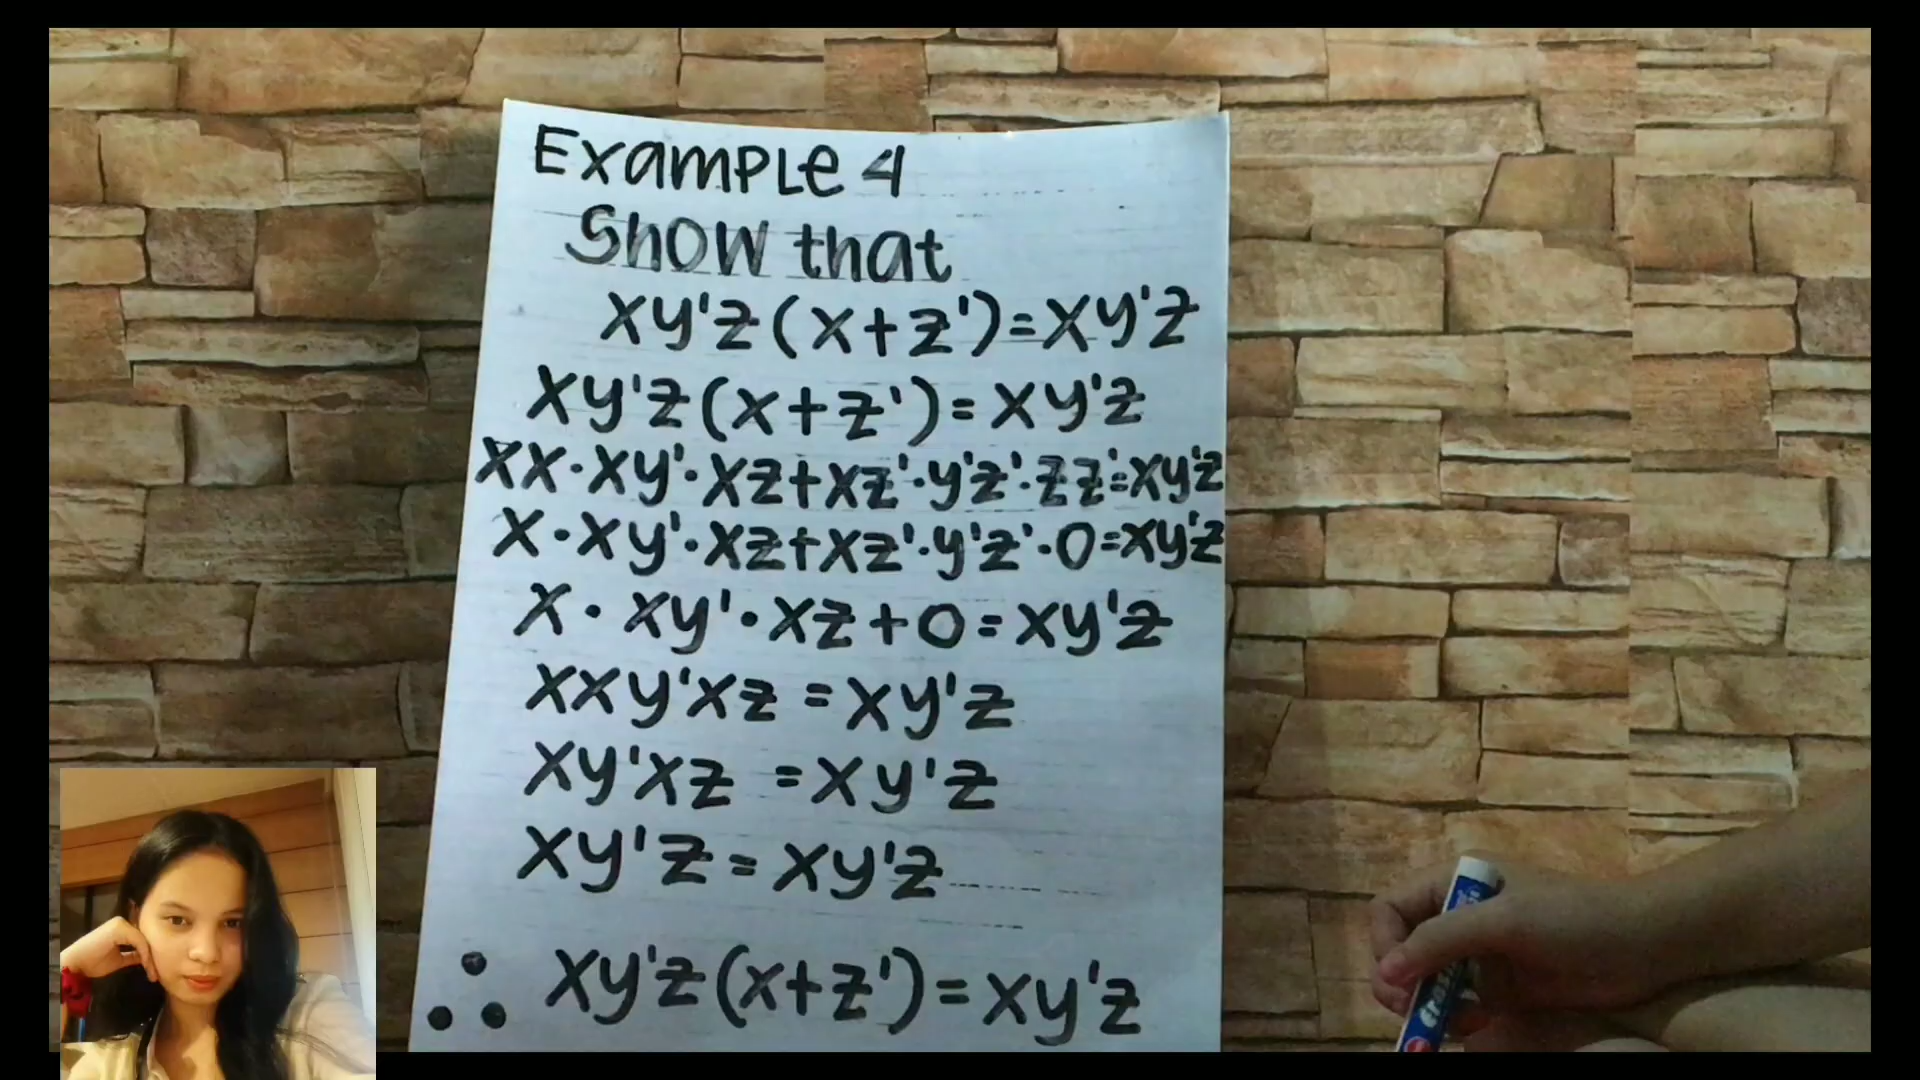 Example 4
Show that
xy'z(x+z')=xy'z
xy'z(x+z')=xy'z
xx·xy'·xz+xz'·y'z'·zz'=xy'z
x·xy'·xz+xz'·y'z'·0=xy'z
x·xy'·xz+0=xy'z
xxy'xz=xy'z
xy'xz=xy'z
xy'z=xy'z
∴ xy'z(x+z')=xy'z